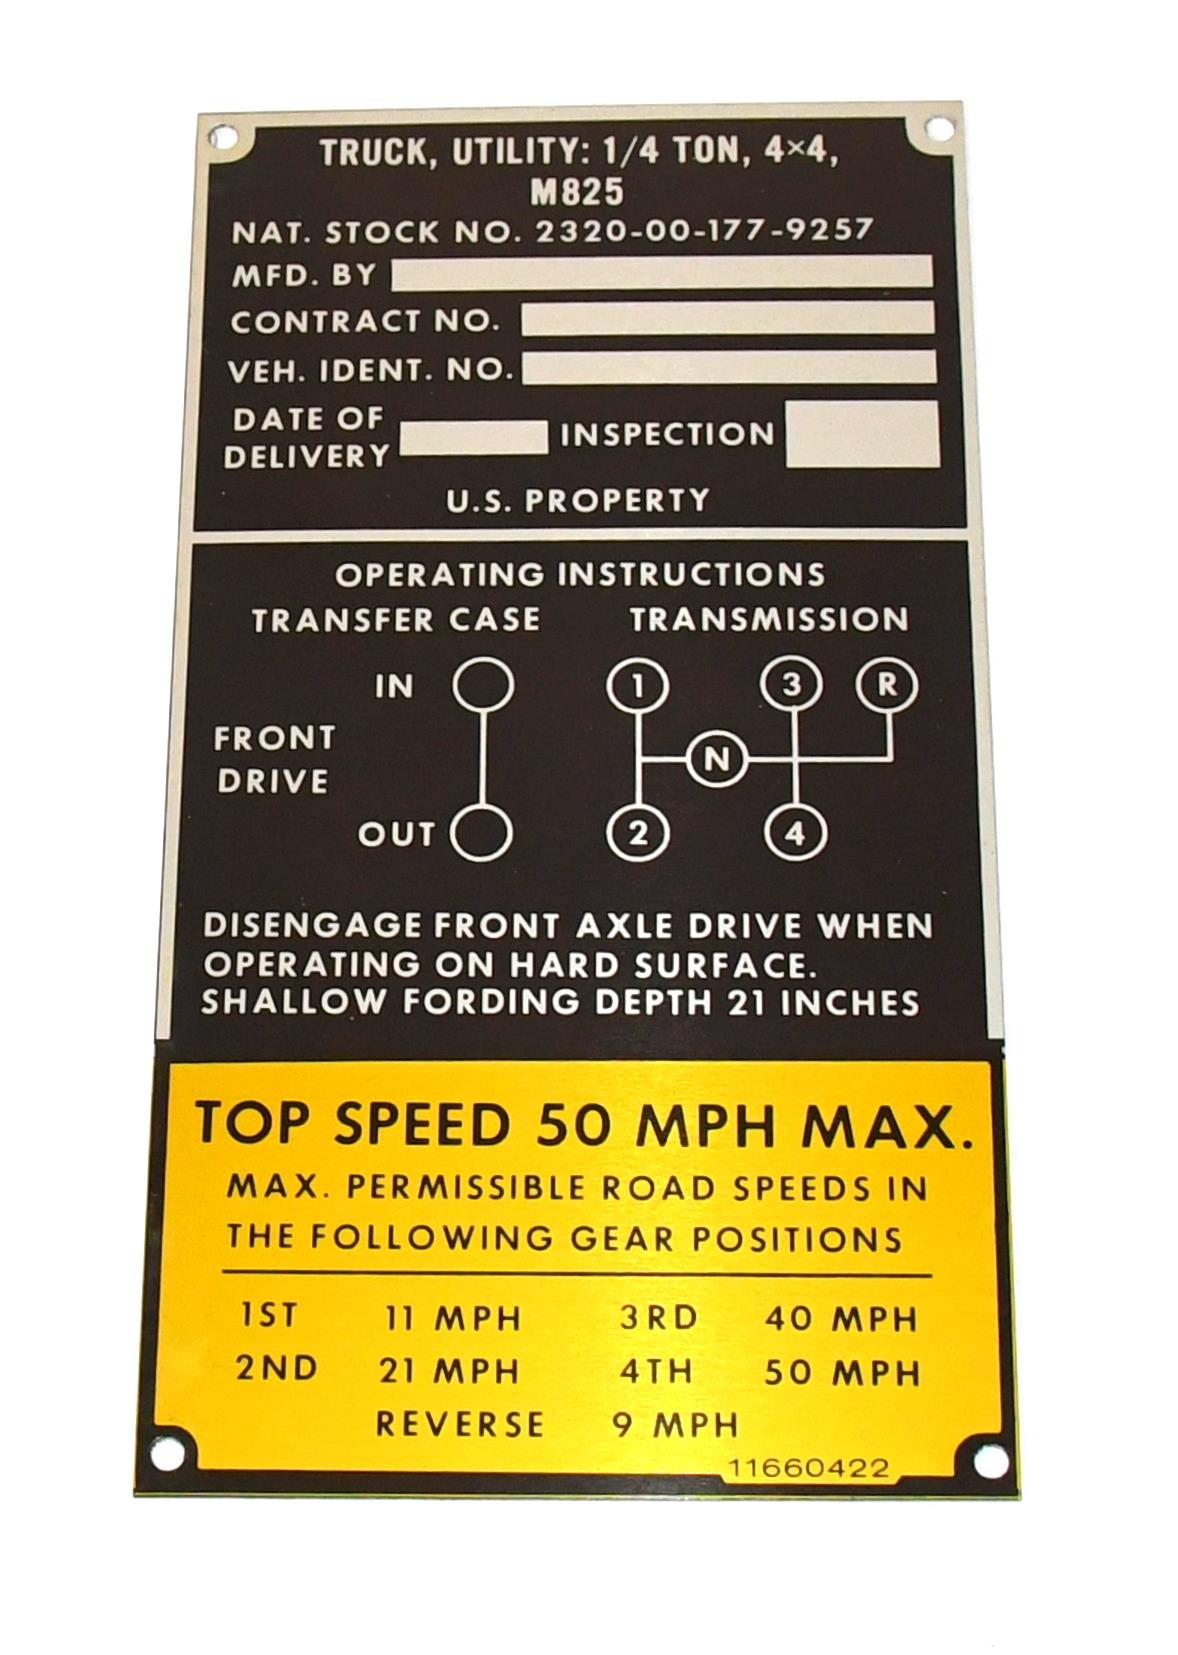 TRUCK, UTILITY: 1/4 TON, 4×4,
M825
NAT. STOCK NO. 2320-00-177-9257
MFD. BY
CONTRACT NO.
VEH. IDENT. NO.
DATE OF
DELIVERY
INSPECTION
U.S. PROPERTY
OPERATING INSTRUCTIONS
TRANSFER CASE TRANSMISSION
IN 1 3 R
FRONT
DRIVE
N
OUT 2 4
DISENGAGE FRONT AXLE DRIVE WHEN
OPERATING ON HARD SURFACE.
SHALLOW FORDING DEPTH 21 INCHES
TOP SPEED 50 MPH MAX.
MAX. PERMISSIBLE ROAD SPEEDS IN
THE FOLLOWING GEAR POSITIONS
1ST 11 MPH 3RD 40 MPH
2ND 21 MPH 4TH 50 MPH
REVERSE 9 MPH
11660422